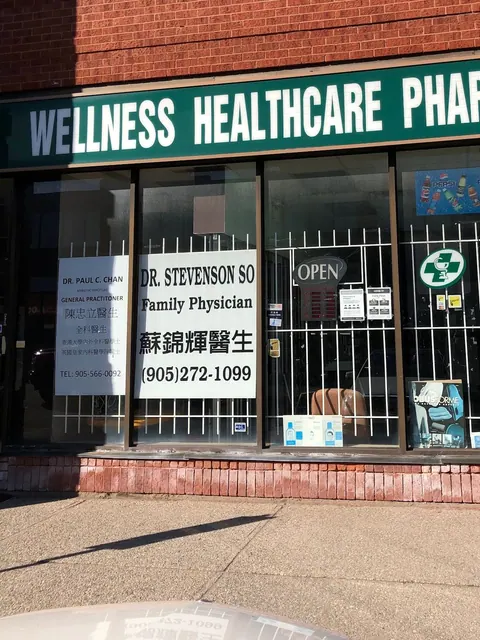 WELLNESS HEALTHCARE PHAR
DR. PAUL C. CHAN
GENERAL PRACTITIONER
陳忠立醫生
全科醫生
TEL: 905-566-0092
DR. STEVENSON SO
Family Physician
蘇錦輝醫生
(905)272-1099
OPEN
OBUSFORME